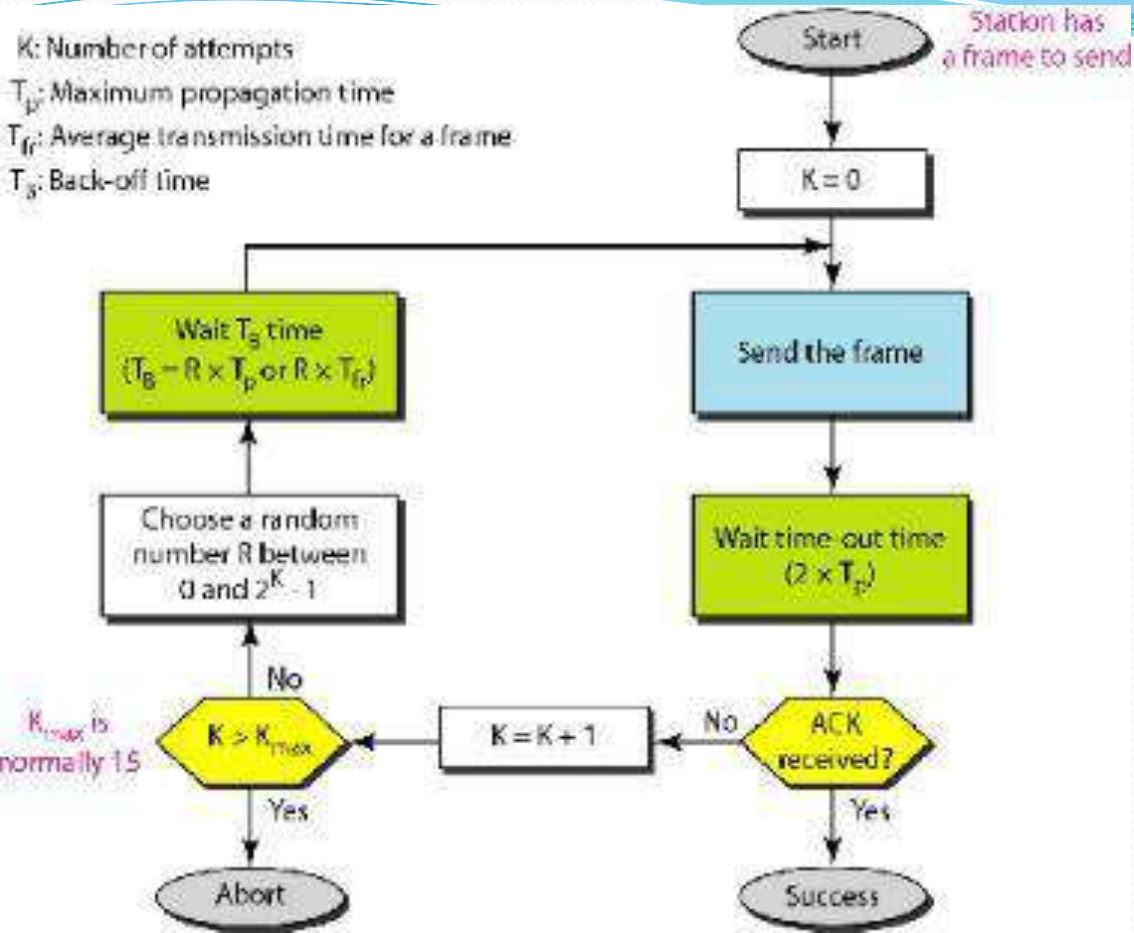 K: Number of attempts
Tp: Maximum propagation time
Tfr: Average transmission time for a frame
TB: Back-off time
Start
Station has
a frame to send
K = 0
Wait TB time
(TB = R × Tp or R × Tfr)
Send the frame
Choose a random
number R between
0 and 2^K - 1
Wait time-out time
(2 × Tp)
No
Kmax is
normally 15
K > Kmax
K = K + 1
No
ACK
received?
Yes
Yes
Abort
Success